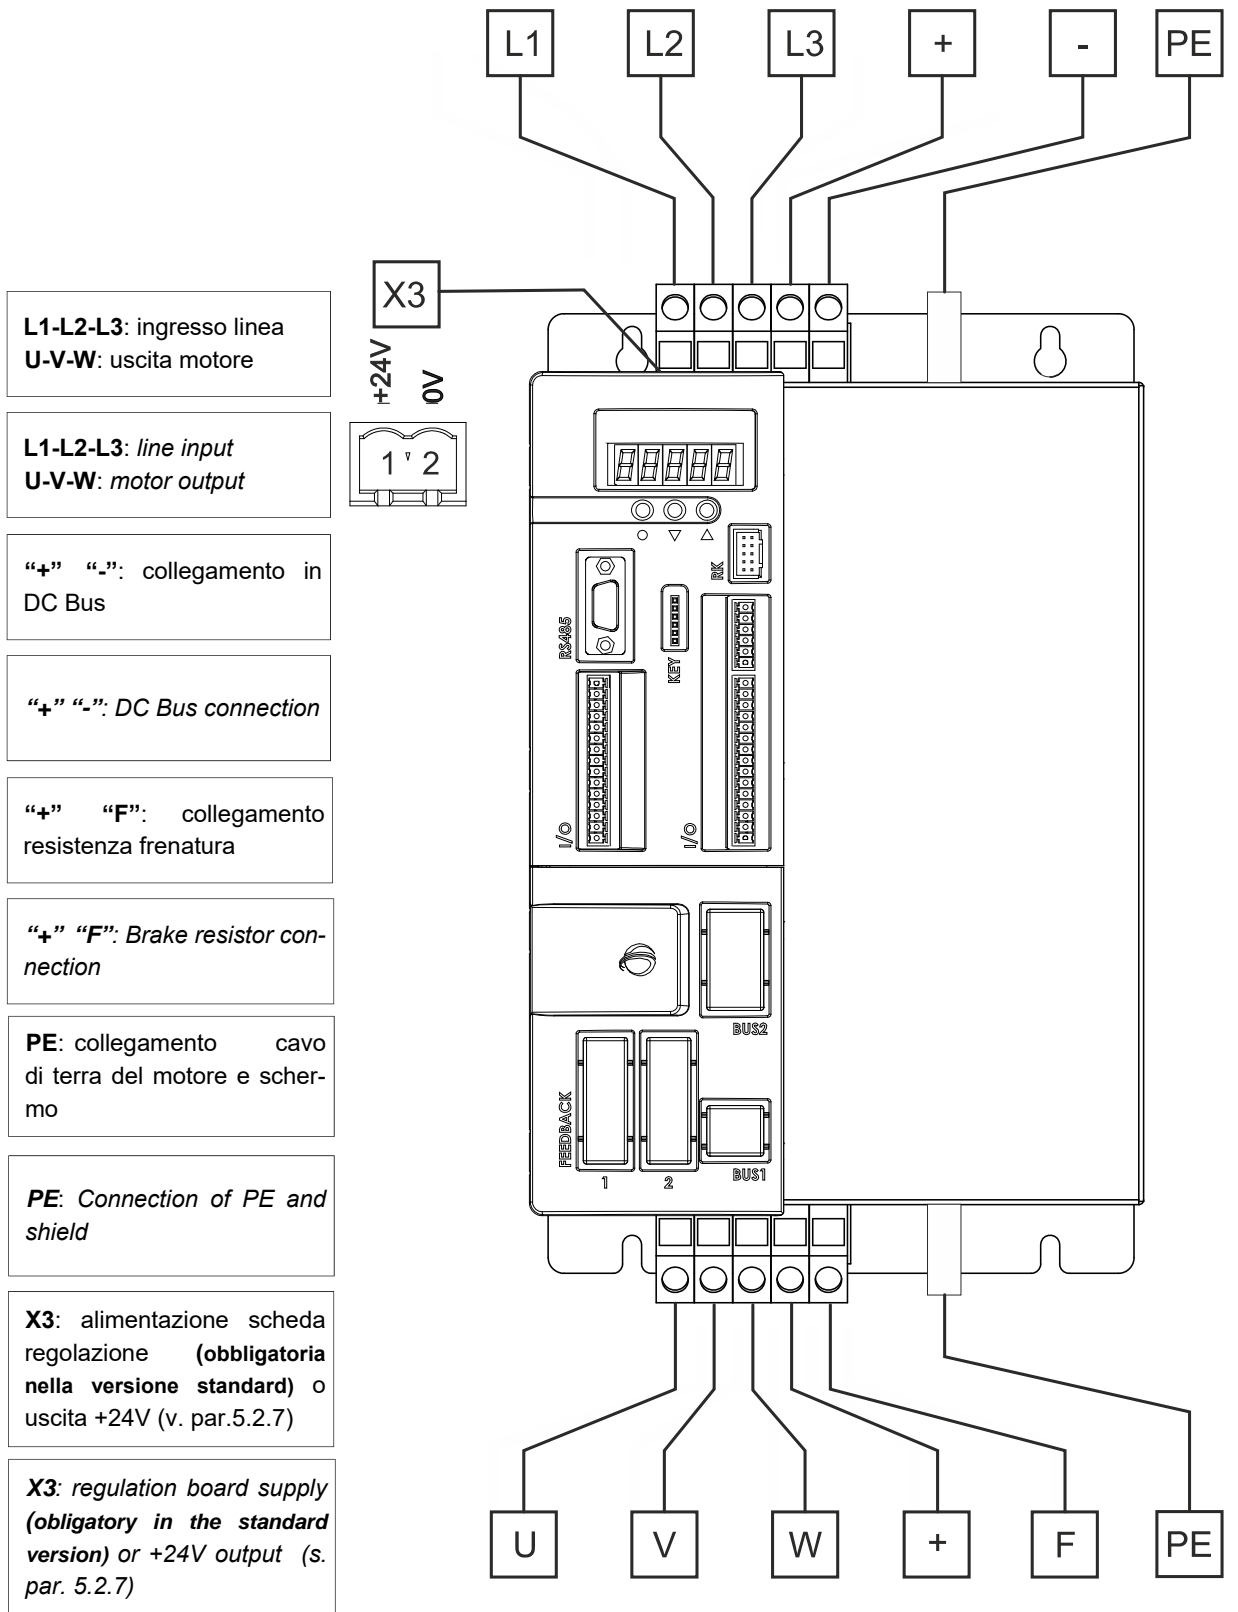 L1 L2 L3 + - PE
X3
+24V 0V
1 2
L1-L2-L3: ingresso linea
U-V-W: uscita motore
L1-L2-L3: line input
U-V-W: motor output
“+” “-”: collegamento in
DC Bus
“+” “-”: DC Bus connection
“+” “F”: collegamento
resistenza frenatura
“+” “F”: Brake resistor con-
nection
PE: collegamento cavo
di terra del motore e scher-
mo
PE: Connection of PE and
shield
X3: alimentazione scheda
regolazione (obbligatoria
nella versione standard) o
uscita +24V (v. par.5.2.7)
X3: regulation board supply
(obligatory in the standard
version) or +24V output (s.
par. 5.2.7)
88888
RK
RS485
KEY
I/O
I/O
BUS2
FEEDBACK
1 2
BUS1
U V W + F PE